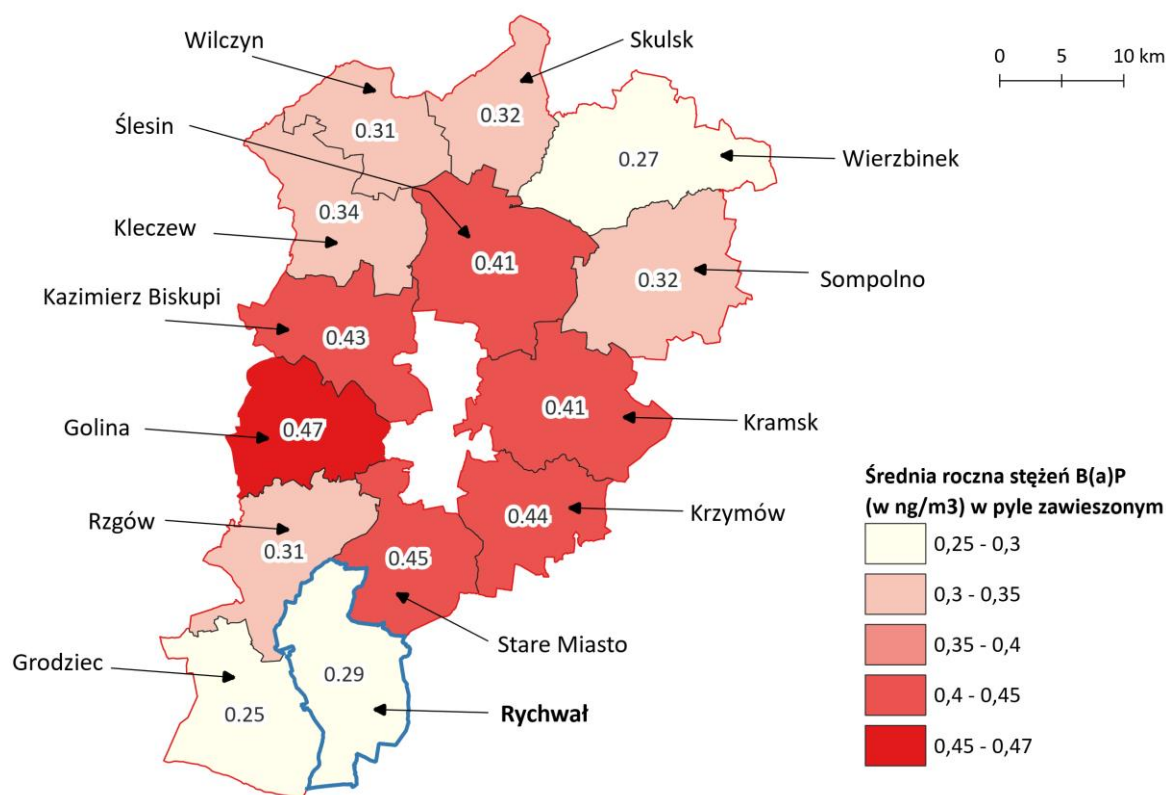 Wilczyn
Skulsk
0 5 10 km
Ślesin
0.31
0.32
0.27
Wierzbinek
Kleczew
0.34
0.41
0.32
Sompolno
Kazimierz Biskupi
0.43
Golina
0.47
0.41
Kramsk
Rzgów
0.31
0.45
0.44
Krzymów
Stare Miasto
Grodziec
0.25
0.29
Rychwał
Średnia roczna stężeń B(a)P
(w ng/m3) w pyle zawieszonym
0,25 - 0,3
0,3 - 0,35
0,35 - 0,4
0,4 - 0,45
0,45 - 0,47